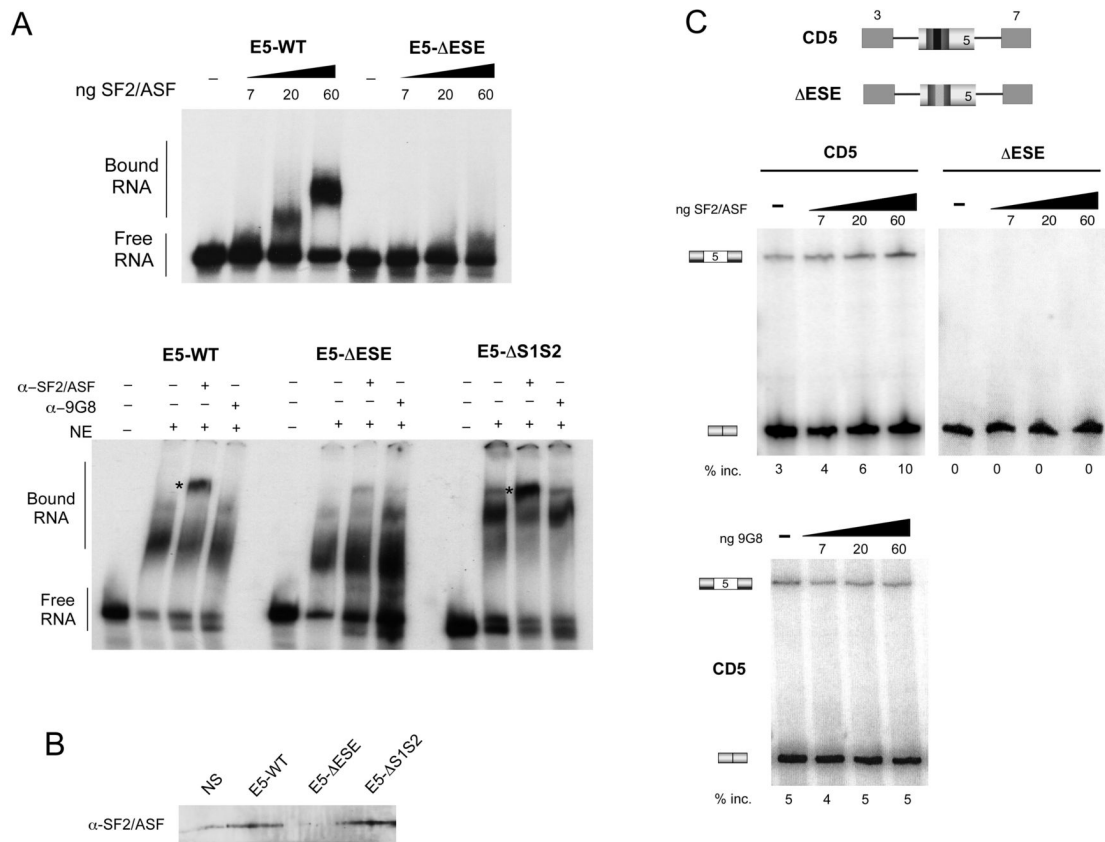 A
E5-WT E5-ΔESE
– –
ng SF2/ASF 7 20 60 7 20 60
Bound
RNA
Free
RNA
E5-WT E5-ΔESE E5-ΔS1S2
α–SF2/ASF – – + – – – + – – – + –
α–9G8 – – – + – – – + – – – +
NE – + + + – + + + – + + +
Bound
RNA
* *
Free
RNA
B
NS E5-WT E5-ΔESE E5-ΔS1S2
α-SF2/ASF
C
3 7
CD5 5
ΔESE 5
CD5 ΔESE
– –
ng SF2/ASF 7 20 60 7 20 60
5
% inc. 3 4 6 10 0 0 0 0
–
ng 9G8 7 20 60
5
CD5
% inc. 5 4 5 5